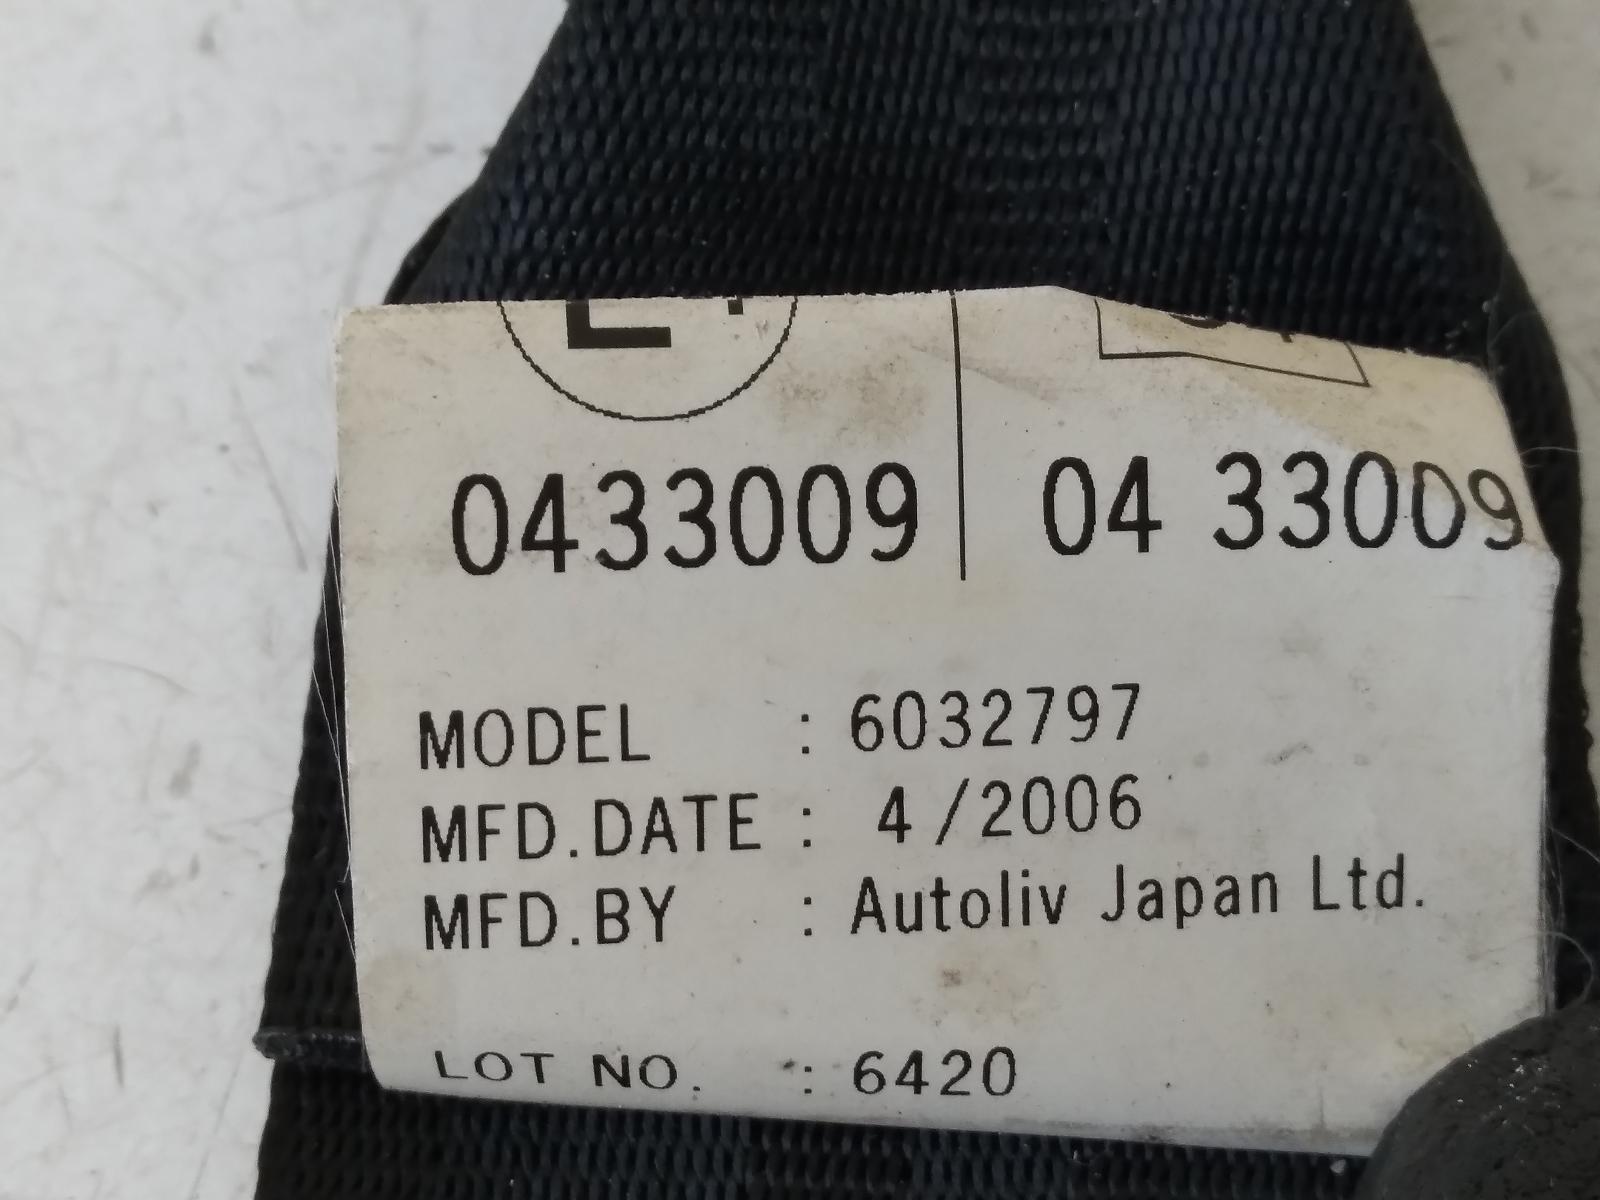 0433009 04 33009
MODEL : 6032797
MFD.DATE : 4/2006
MFD.BY : Autoliv Japan Ltd.
LOT NO. : 6420